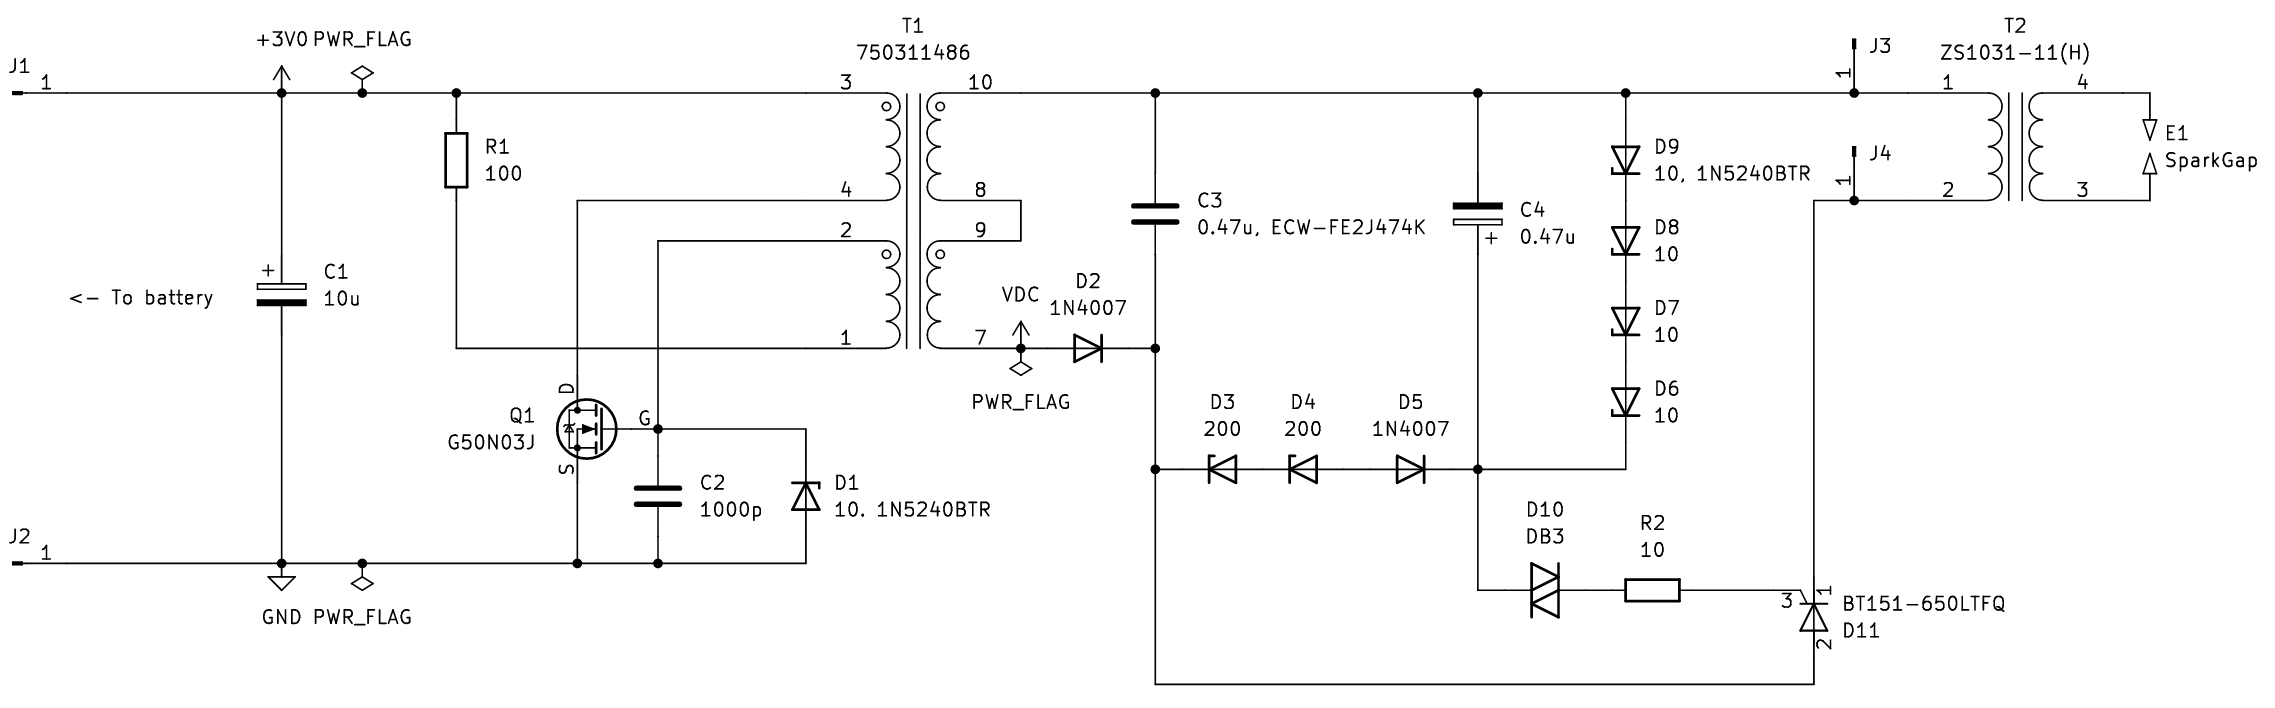 J1
1
+3V0 PWR_FLAG
<- To battery
C1
10u
R1
100
J2
1
GND PWR_FLAG
T1
750311486
3
4
2
1
10
8
9
7
Q1
G50N03J
D
G
S
C2
1000p
D1
10. 1N5240BTR
VDC
PWR_FLAG
D2
1N4007
C3
0.47u, ECW-FE2J474K
C4
0.47u
+
+
D3
200
D4
200
D5
1N4007
D9
10, 1N5240BTR
D8
10
D7
10
D6
10
D10
DB3
R2
10
3
1
2
BT151-650LTFQ
D11
J3
1
J4
1
T2
ZS1031-11(H)
1
2
4
3
E1
SparkGap